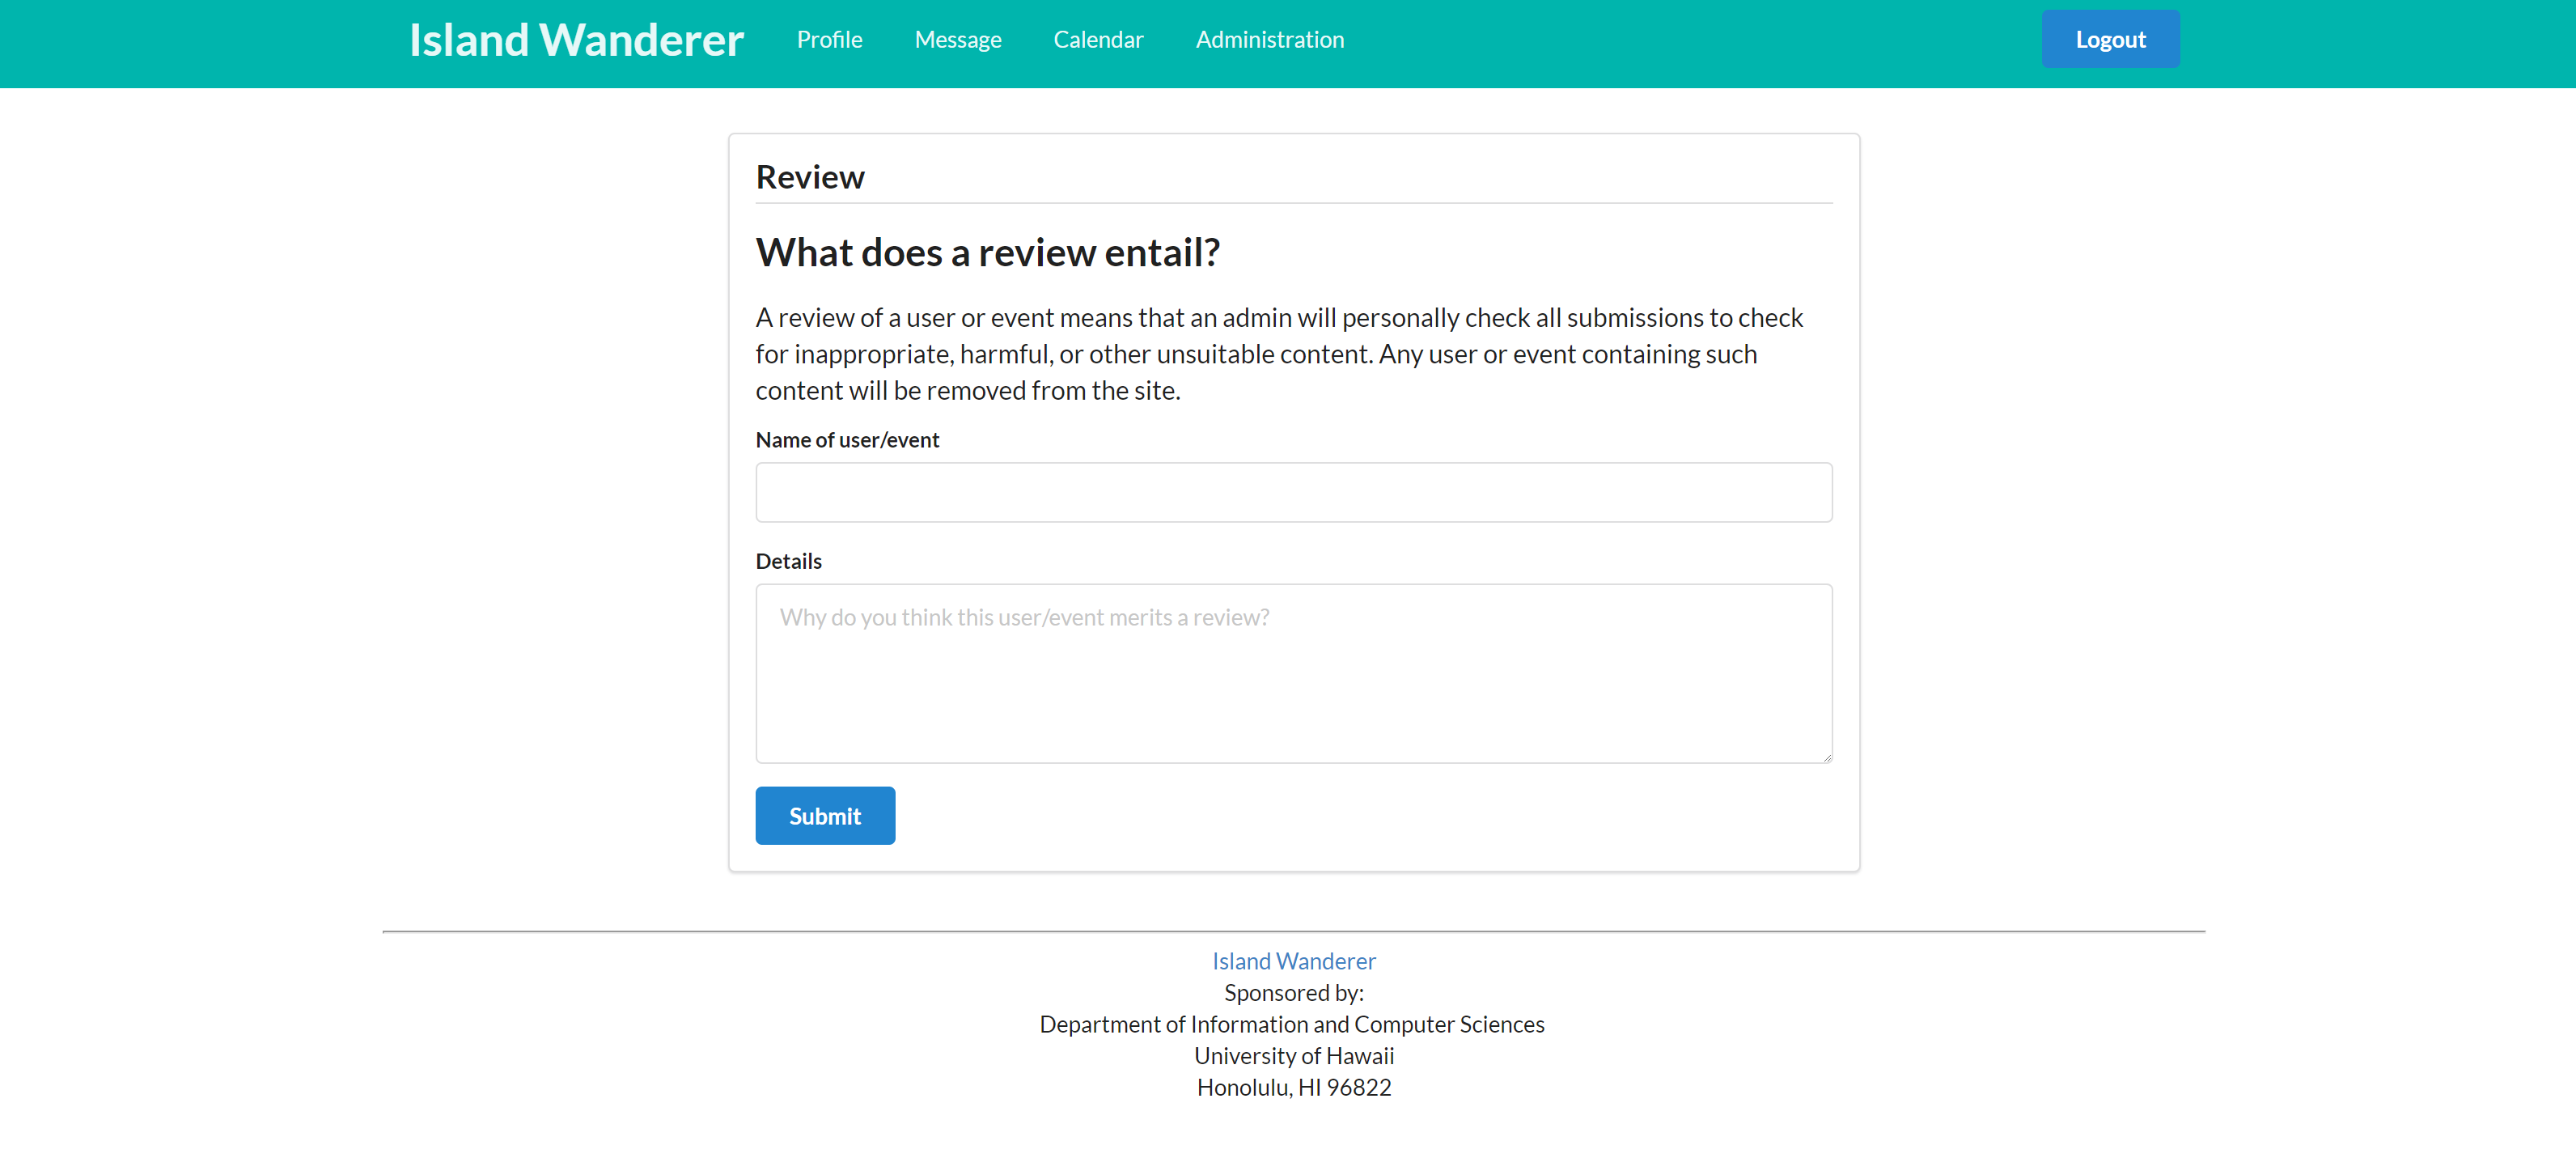 Island Wanderer Profile Message Calendar Administration Logout
Review
What does a review entail?
A review of a user or event means that an admin will personally check all submissions to check
for inappropriate, harmful, or other unsuitable content. Any user or event containing such
content will be removed from the site.
Name of user/event
Details
Why do you think this user/event merits a review?
Submit
Island Wanderer
Sponsored by:
Department of Information and Computer Sciences
University of Hawaii
Honolulu, HI 96822